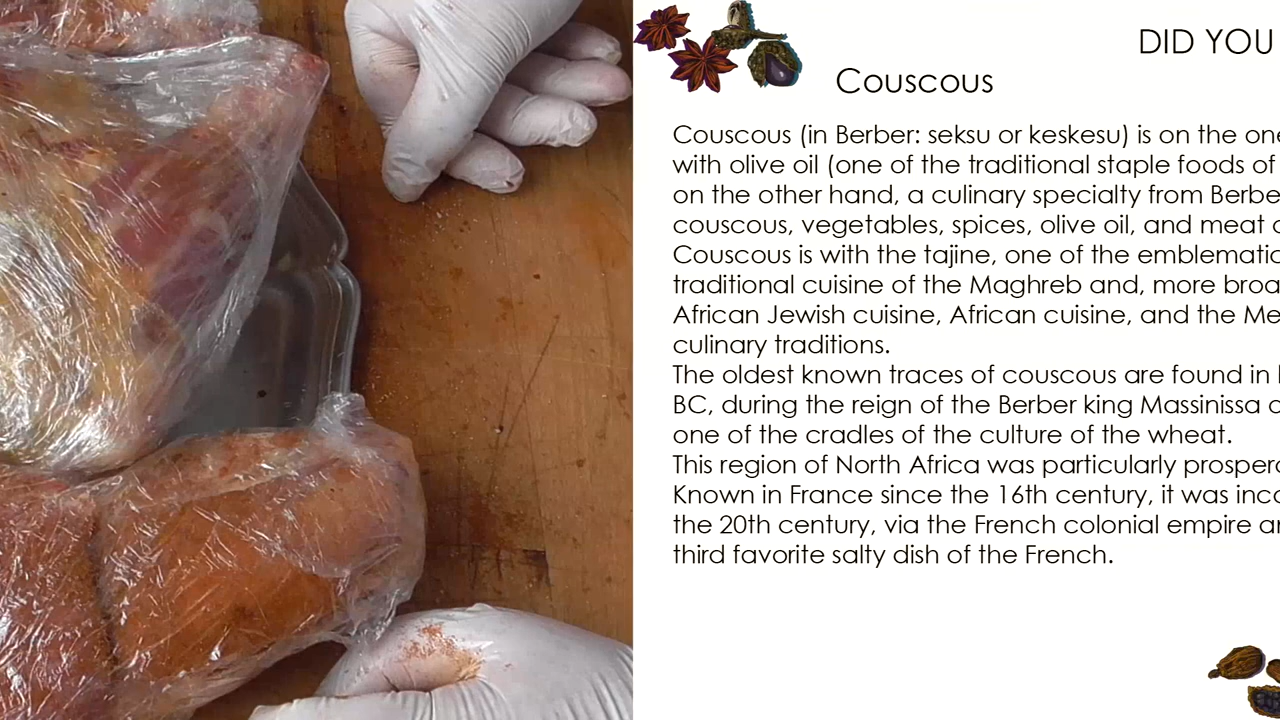 DID YOU
Couscous
Couscous (in Berber: seksu or keskesu) is on the one
with olive oil (one of the traditional staple foods of
on the other hand, a culinary specialty from Berbe
couscous, vegetables, spices, olive oil, and meat
Couscous is with the tajine, one of the emblematic
traditional cuisine of the Maghreb and, more broa
African Jewish cuisine, African cuisine, and the Me
culinary traditions.
The oldest known traces of couscous are found in
BC, during the reign of the Berber king Massinissa
one of the cradles of the culture of the wheat.
This region of North Africa was particularly prospero
Known in France since the 16th century, it was inco
the 20th century, via the French colonial empire an
third favorite salty dish of the French.